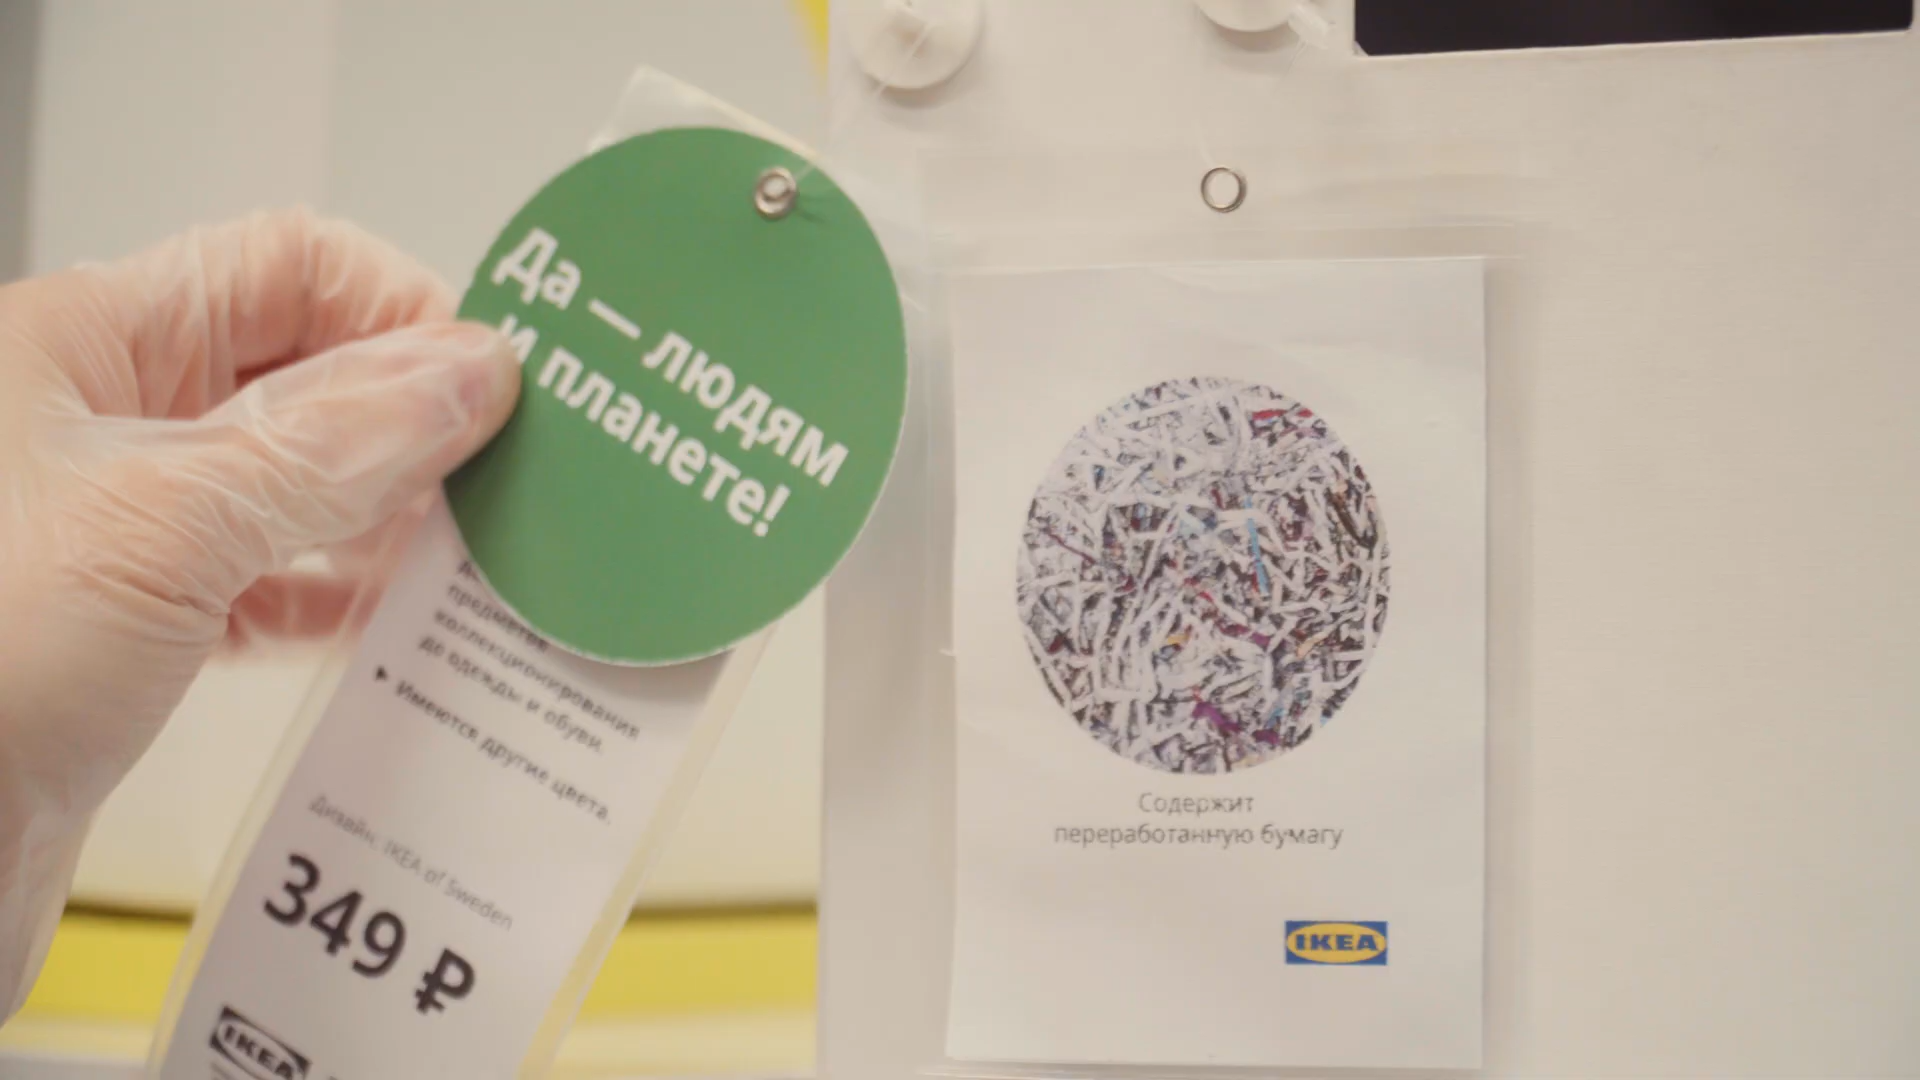 Да — людям
и планете!
предметов
коллекционирования
до одежды и обуви.
▶ Имеются другие цвета.
Дизайн: IKEA of Sweden
349 ₽
IKEA
Содержит
переработанную бумагу
IKEA